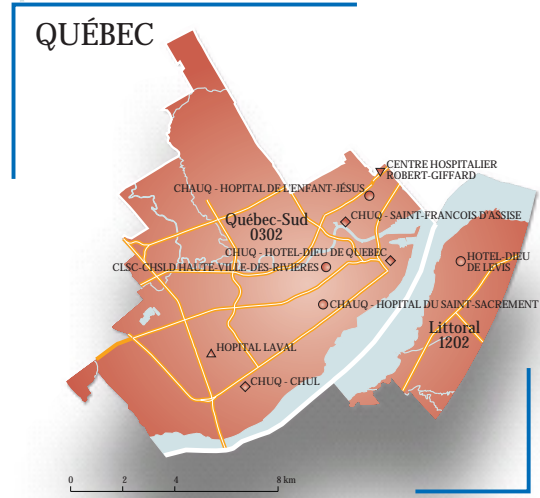 QUÉBEC
CENTRE HOSPITALIER
ROBERT-GIFFARD
CHAUQ - HOPITAL DE L'ENFANT-JÉSUS
Québec-Sud
0302
CHUQ - SAINT-FRANCOIS D'ASSISE
CHUQ - HOTEL-DIEU DE QUEBEC
CLSC-CHSLD HAUTE-VILLE-DES-RIVIERES
HOTEL-DIEU
DE LEVIS
CHAUQ - HOPITAL DU SAINT-SACREMENT
Littoral
1202
HOPITAL LAVAL
CHUQ - CHUL
0 2 4 8 km